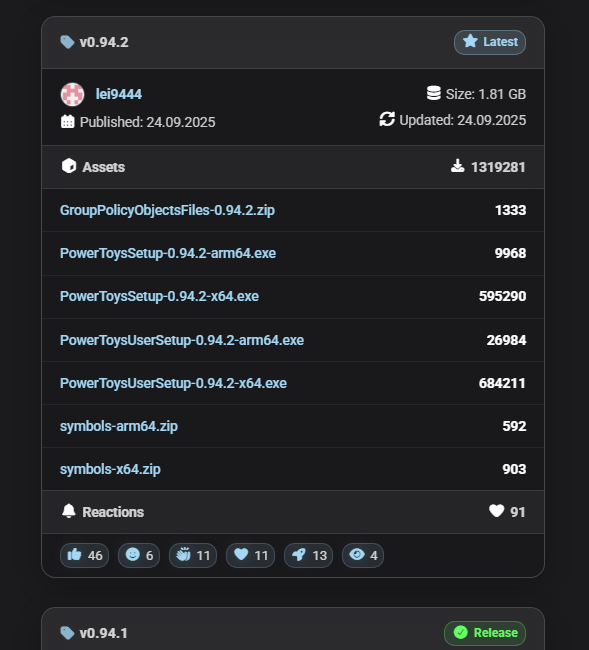 v0.94.2 Latest
lei9444 Size: 1.81 GB
Published: 24.09.2025 Updated: 24.09.2025
Assets 1319281
GroupPolicyObjectsFiles-0.94.2.zip 1333
PowerToysSetup-0.94.2-arm64.exe 9968
PowerToysSetup-0.94.2-x64.exe 595290
PowerToysUserSetup-0.94.2-arm64.exe 26984
PowerToysUserSetup-0.94.2-x64.exe 684211
symbols-arm64.zip 592
symbols-x64.zip 903
Reactions 91
46 6 11 11 13 4
v0.94.1 Release